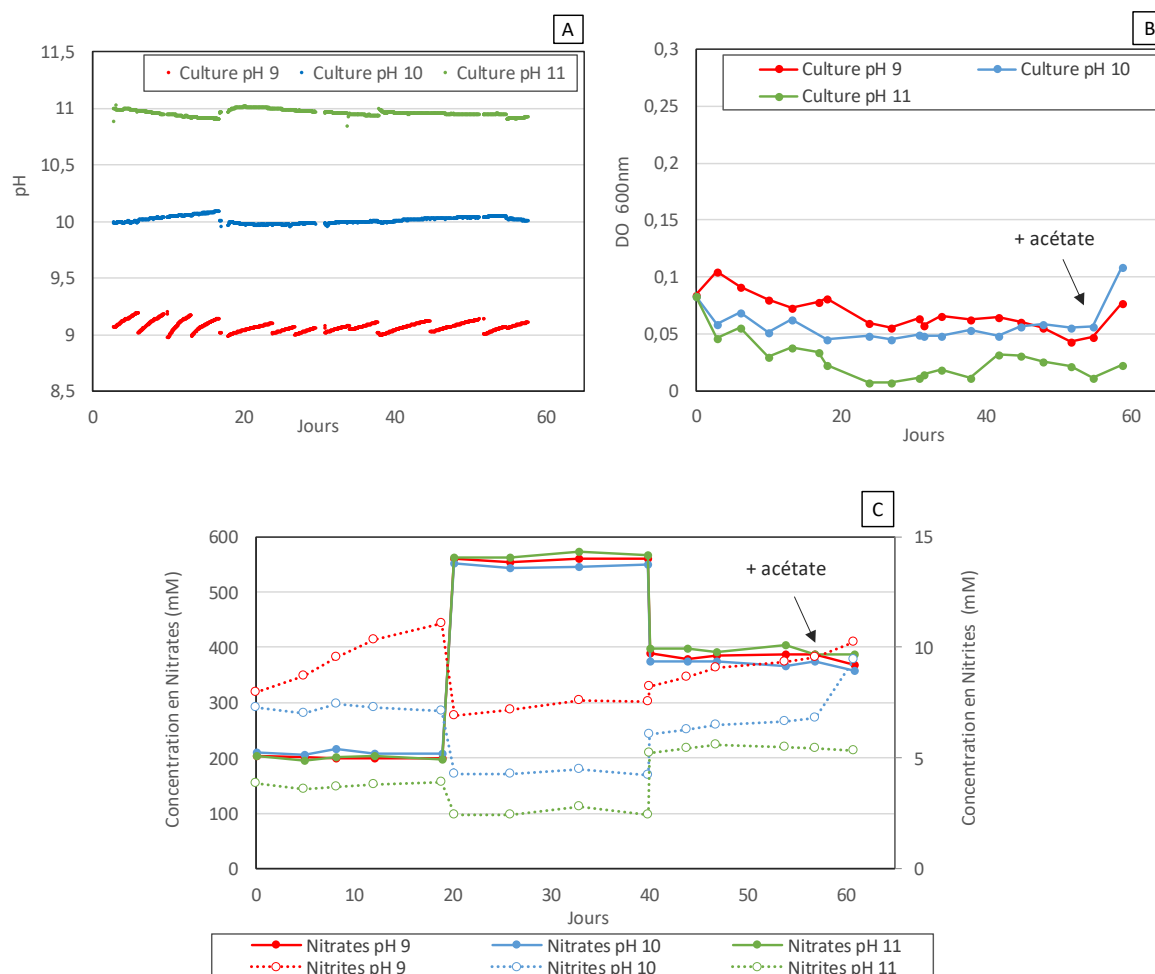 A
11,5
11
10,5
10
9,5
9
8,5
pH
Culture pH 9 Culture pH 10 Culture pH 11
0 20 40 60
Jours
B
0,3
0,25
0,2
0,15
0,1
0,05
0
DO 600nm
Culture pH 9 Culture pH 10
Culture pH 11
+ acétate
0 20 40 60
Jours
C
600
500
400
300
200
100
0
Concentration en Nitrates (mM)
+ acétate
15
10
5
0
Concentration en Nitrites (mM)
0 10 20 30 40 50 60
Jours
Nitrates pH 9 Nitrates pH 10 Nitrates pH 11
Nitrites pH 9 Nitrites pH 10 Nitrites pH 11